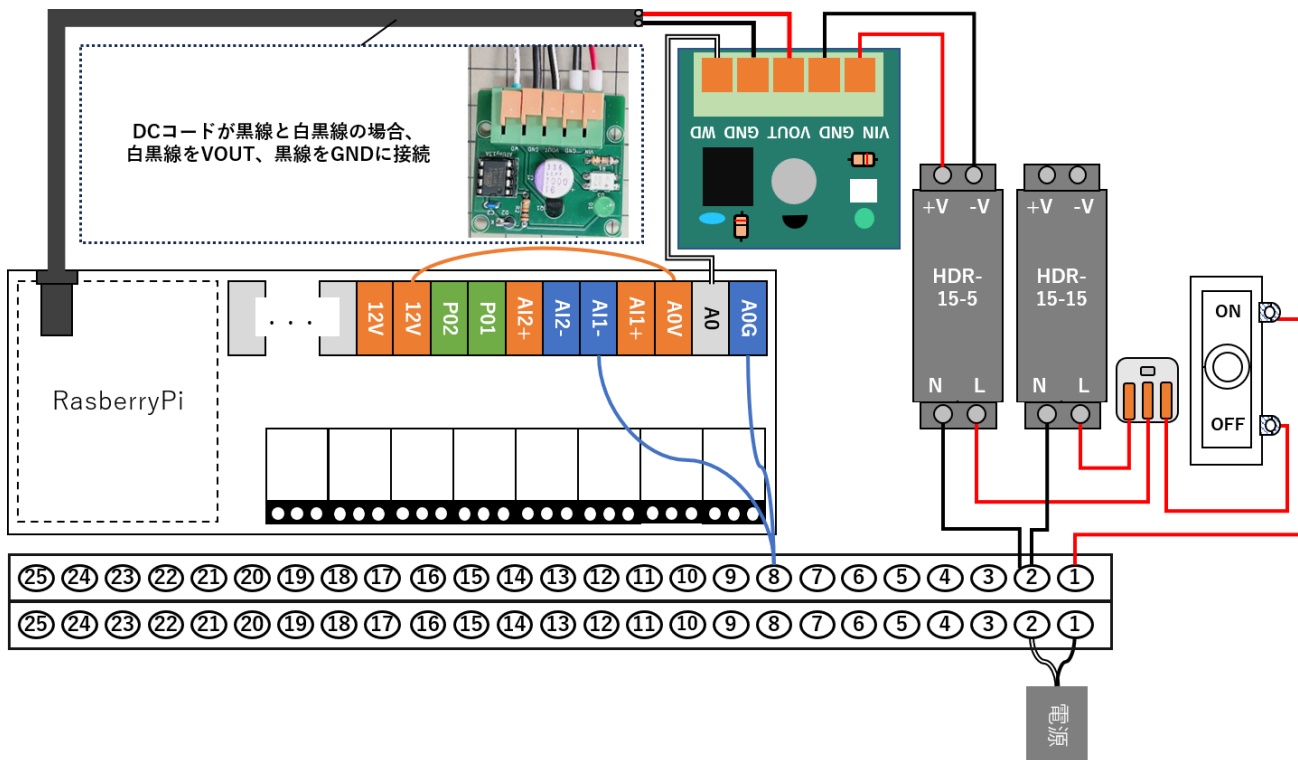 DCコードが黒線と白黒線の場合、
白黒線をVOUT、黒線をGNDに接続
WD GND VOUT GND VIN
+V -V
HDR-
15-5
N L
+V -V
HDR-
15-15
N L
ON
OFF
RasberryPi
・・・
12V 12V P02 P01 AI2+ AI2- AI1- AI1+ A0V A0 A0G
25 24 23 22 21 20 19 18 17 16 15 14 13 12 11 10 9 8 7 6 5 4 3 2 1
25 24 23 22 21 20 19 18 17 16 15 14 13 12 11 10 9 8 7 6 5 4 3 2 1
電源